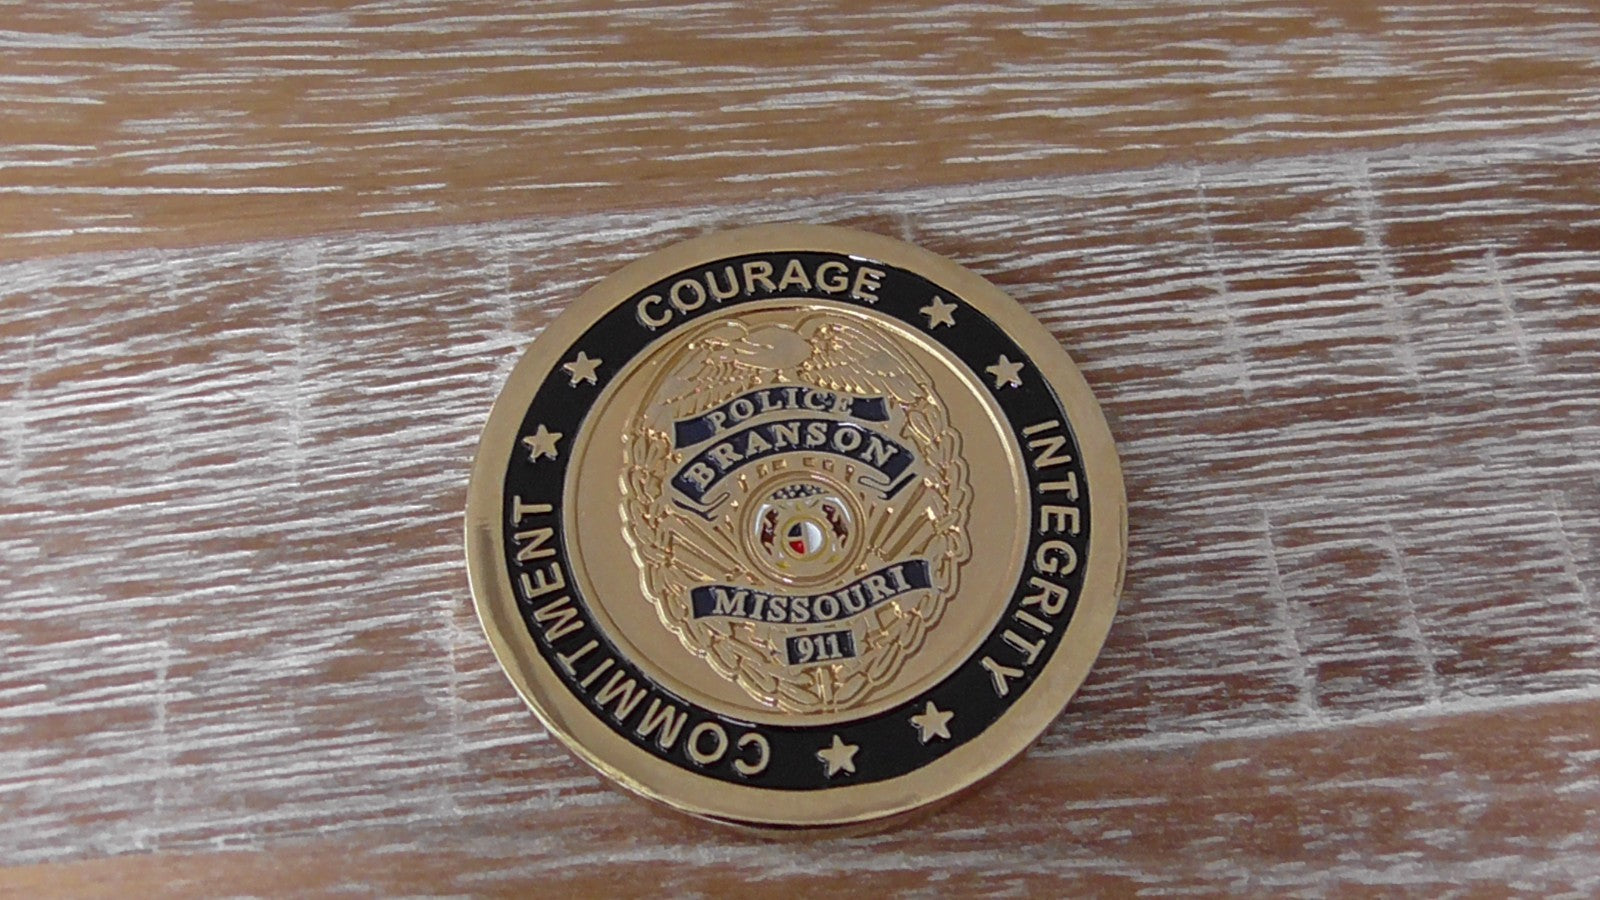 COURAGE
INTEGRITY
COMMITMENT
POLICE
BRANSON
MISSOURI
911